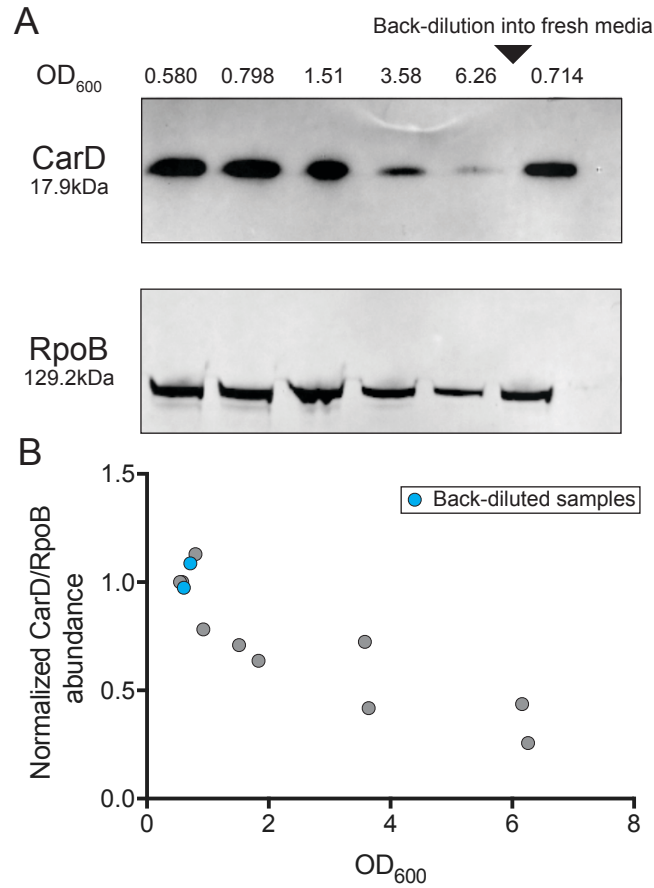 A
Back-dilution into fresh media
OD600 0.580 0.798 1.51 3.58 6.26 0.714
CarD
17.9kDa
RpoB
129.2kDa
B
Back-diluted samples
Normalized CarD/RpoB
abundance
1.5
1.0
0.5
0.0
0 2 4 6 8
OD600